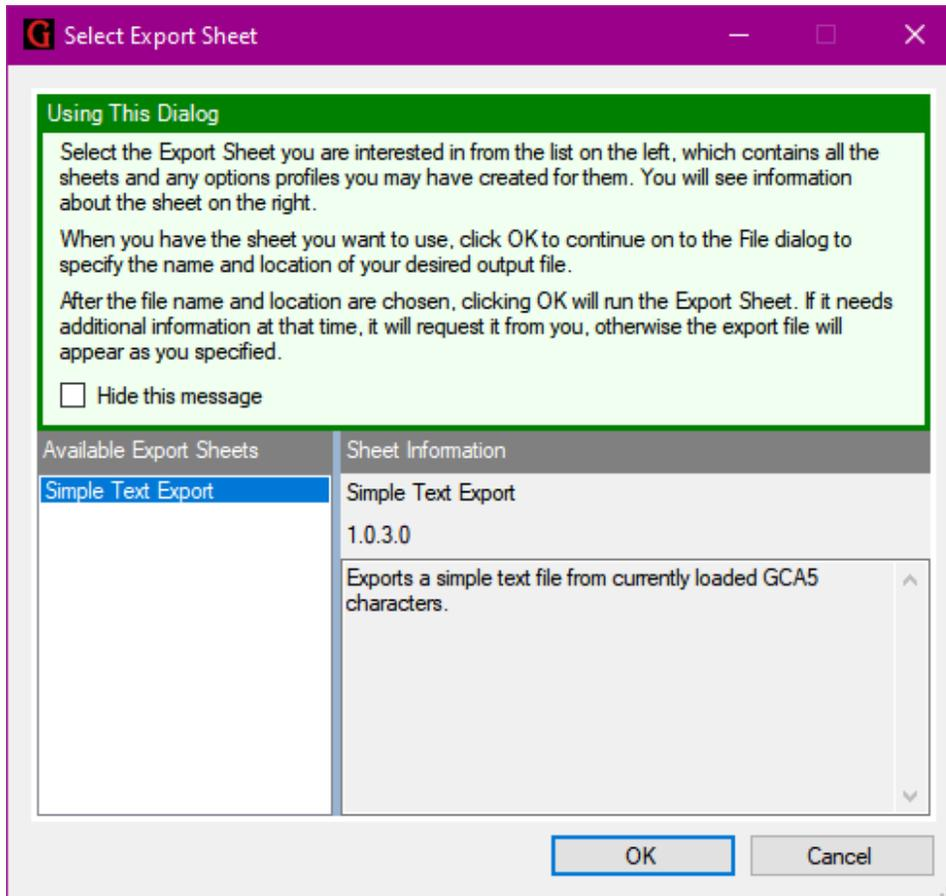 G Select Export Sheet
Using This Dialog
Select the Export Sheet you are interested in from the list on the left, which contains all the
sheets and any options profiles you may have created for them. You will see information
about the sheet on the right.
When you have the sheet you want to use, click OK to continue on to the File dialog to
specify the name and location of your desired output file.
After the file name and location are chosen, clicking OK will run the Export Sheet. If it needs
additional information at that time, it will request it from you, otherwise the export file will
appear as you specified.
Hide this message
Available Export Sheets
Simple Text Export
Sheet Information
Simple Text Export
1.0.3.0
Exports a simple text file from currently loaded GCA5
characters.
OK
Cancel